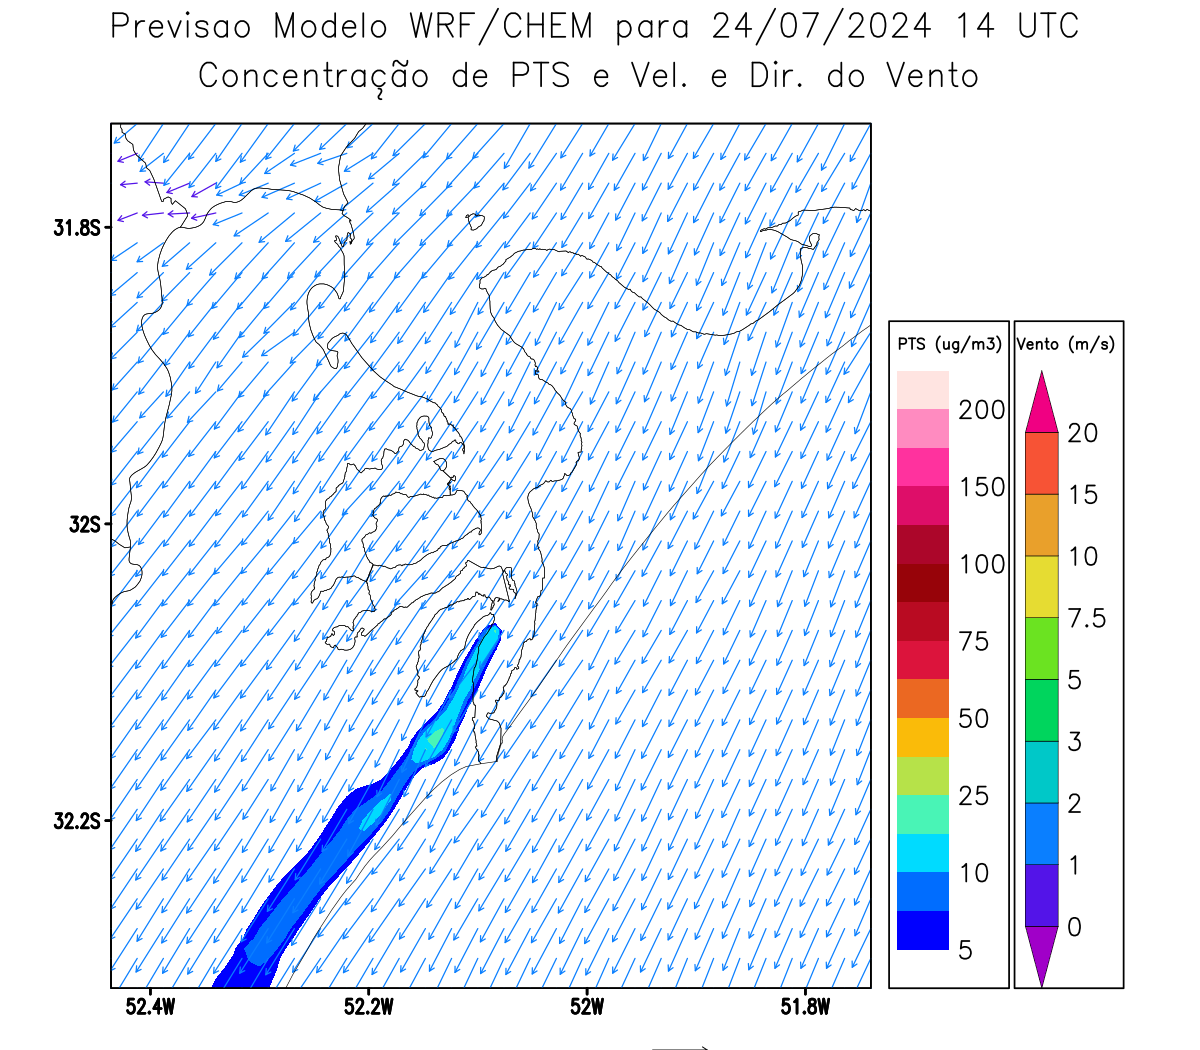 Previsao Modelo WRF/CHEM para 24/07/2024 14 UTC
Concentração de PTS e Vel. e Dir. do Vento
31.8S
32S
32.2S
52.4W 52.2W 52W 51.8W
PTS (ug/m3)
200
150
100
75
50
25
10
5
Vento (m/s)
20
15
10
7.5
5
3
2
1
0